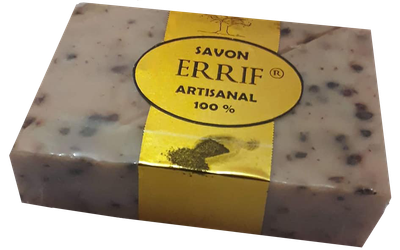 SAVON
ERRIF ®
ARTISANAL
100 %